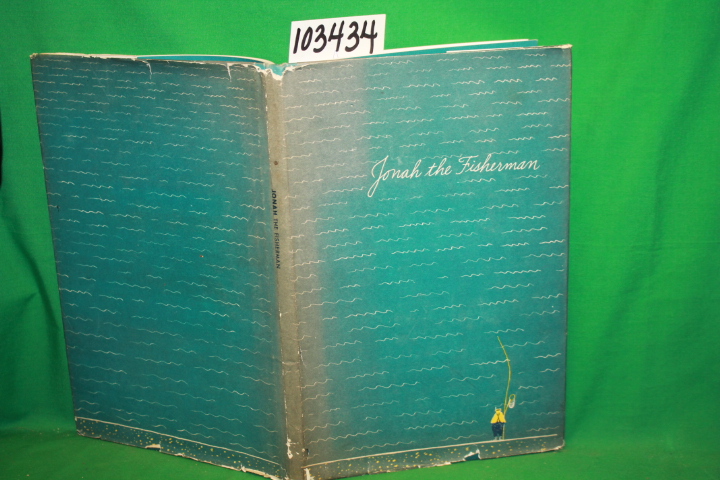 103434
Jonah the Fisherman
JONAH THE FISHERMAN